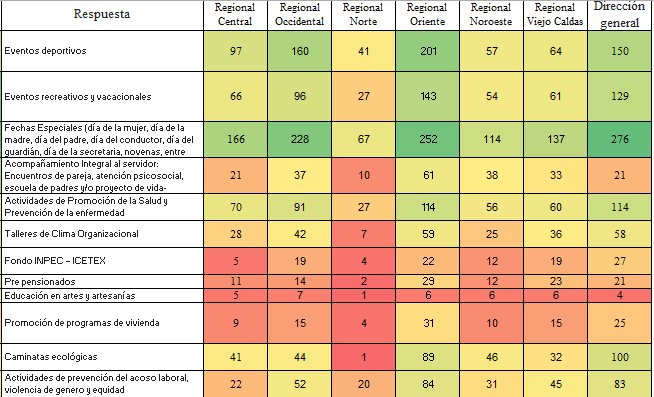 Respuesta Regional Central Regional Occidental Regional Norte Regional Oriente Regional Noroeste Regional Viejo Caldas Dirección general
Eventos deportivos 97 160 41 201 57 64 150
Eventos recreativos y vacacionales 66 96 27 143 54 61 129
Fechas Especiales (día de la mujer, día de la
madre, día del padre, día del conductor, día del
guardián, día de la secretaria, novenas, entre 166 228 67 252 114 137 276
Acompañamiento Integral al servidor:
Encuentros de pareja, atención psicosocial,
escuela de padres y/o proyecto de vida- 21 37 10 61 38 33 21
Actividades de Promoción de la Salud y
Prevención de la enfermedad 70 91 27 114 56 60 114
Talleres de Clima Organizacional 28 42 7 59 25 36 58
Fondo INPEC – ICETEX 5 19 4 22 12 19 27
Pre pensionados 11 14 2 29 12 23 21
Educación en artes y artesanías 5 7 1 6 6 6 4
Promoción de programas de vivienda 9 15 4 31 10 15 25
Caminatas ecológicas 41 44 1 89 46 32 100
Actividades de prevención del acoso laboral,
violencia de genero y equidad 22 52 20 84 31 45 83